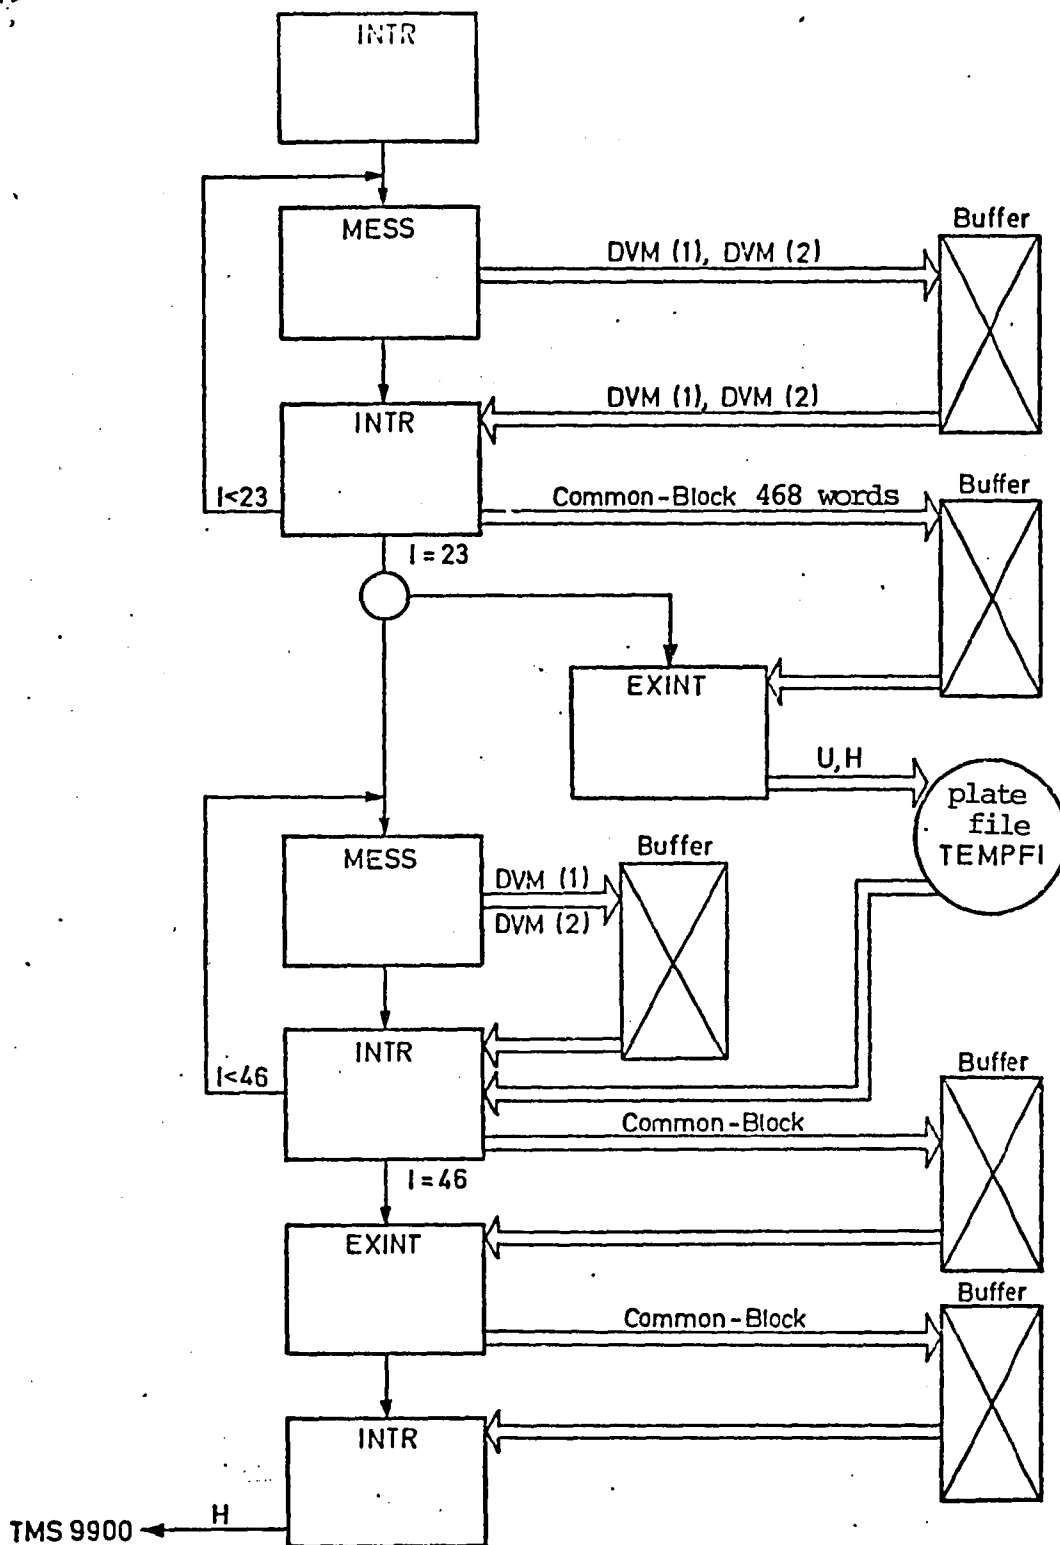 INTR
MESS
Buffer
DVM (1), DVM (2)
INTR
DVM (1), DVM (2)
I<23
Common-Block 468 words
Buffer
I = 23
EXINT
U,H
plate
file
TEMPFI
MESS
DVM (1)
DVM (2)
Buffer
INTR
I<46
Common-Block
Buffer
I = 46
EXINT
Common-Block
Buffer
INTR
H
TMS 9900